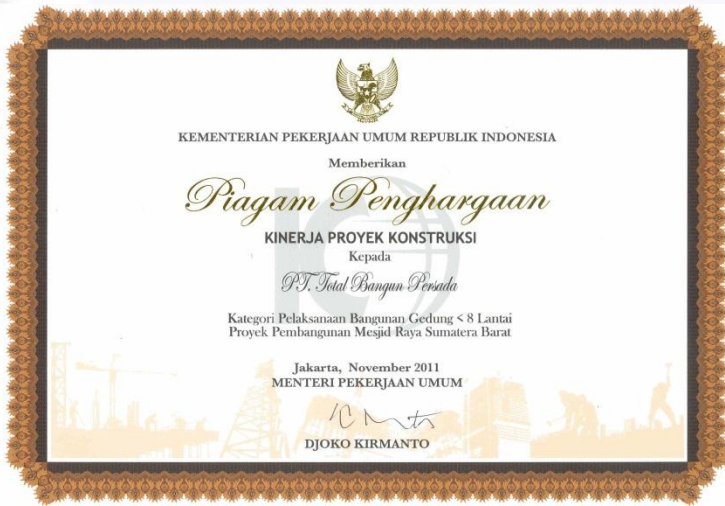 KEMENTERIAN PEKERJAAN UMUM REPUBLIK INDONESIA
Memberikan
Piagam Penghargaan
KINERJA PROYEK KONSTRUKSI
Kepada
PT. Total Bangun Persada
Kategori Pelaksanaan Bangunan Gedung < 8 Lantai
Proyek Pembangunan Mesjid Raya Sumatera Barat
Jakarta, November 2011
MENTERI PEKERJAAN UMUM
DJOKO KIRMANTO